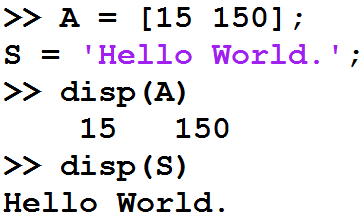 >> A = [15 150];
S = 'Hello World.';
>> disp(A)
    15   150
>> disp(S)
Hello World.